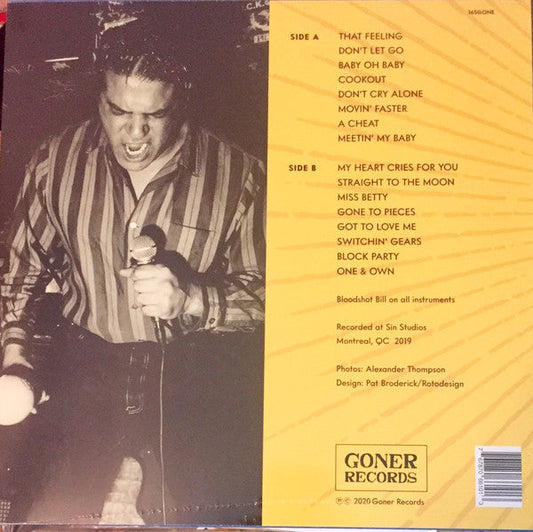 C.K.
165GONE
SIDE A
THAT FEELING
DON'T LET GO
BABY OH BABY
COOKOUT
DON'T CRY ALONE
MOVIN' FASTER
A CHEAT
MEETIN' MY BABY
SIDE B
MY HEART CRIES FOR YOU
STRAIGHT TO THE MOON
MISS BETTY
GONE TO PIECES
GOT TO LOVE ME
SWITCHIN' GEARS
BLOCK PARTY
ONE & OWN
Bloodshot Bill on all instruments
Recorded at Sin Studios
Montreal, QC 2019
Photos: Alexander Thompson
Design: Pat Broderick/Rotodesign
GONER
RECORDS
℗ © 2020 Goner Records